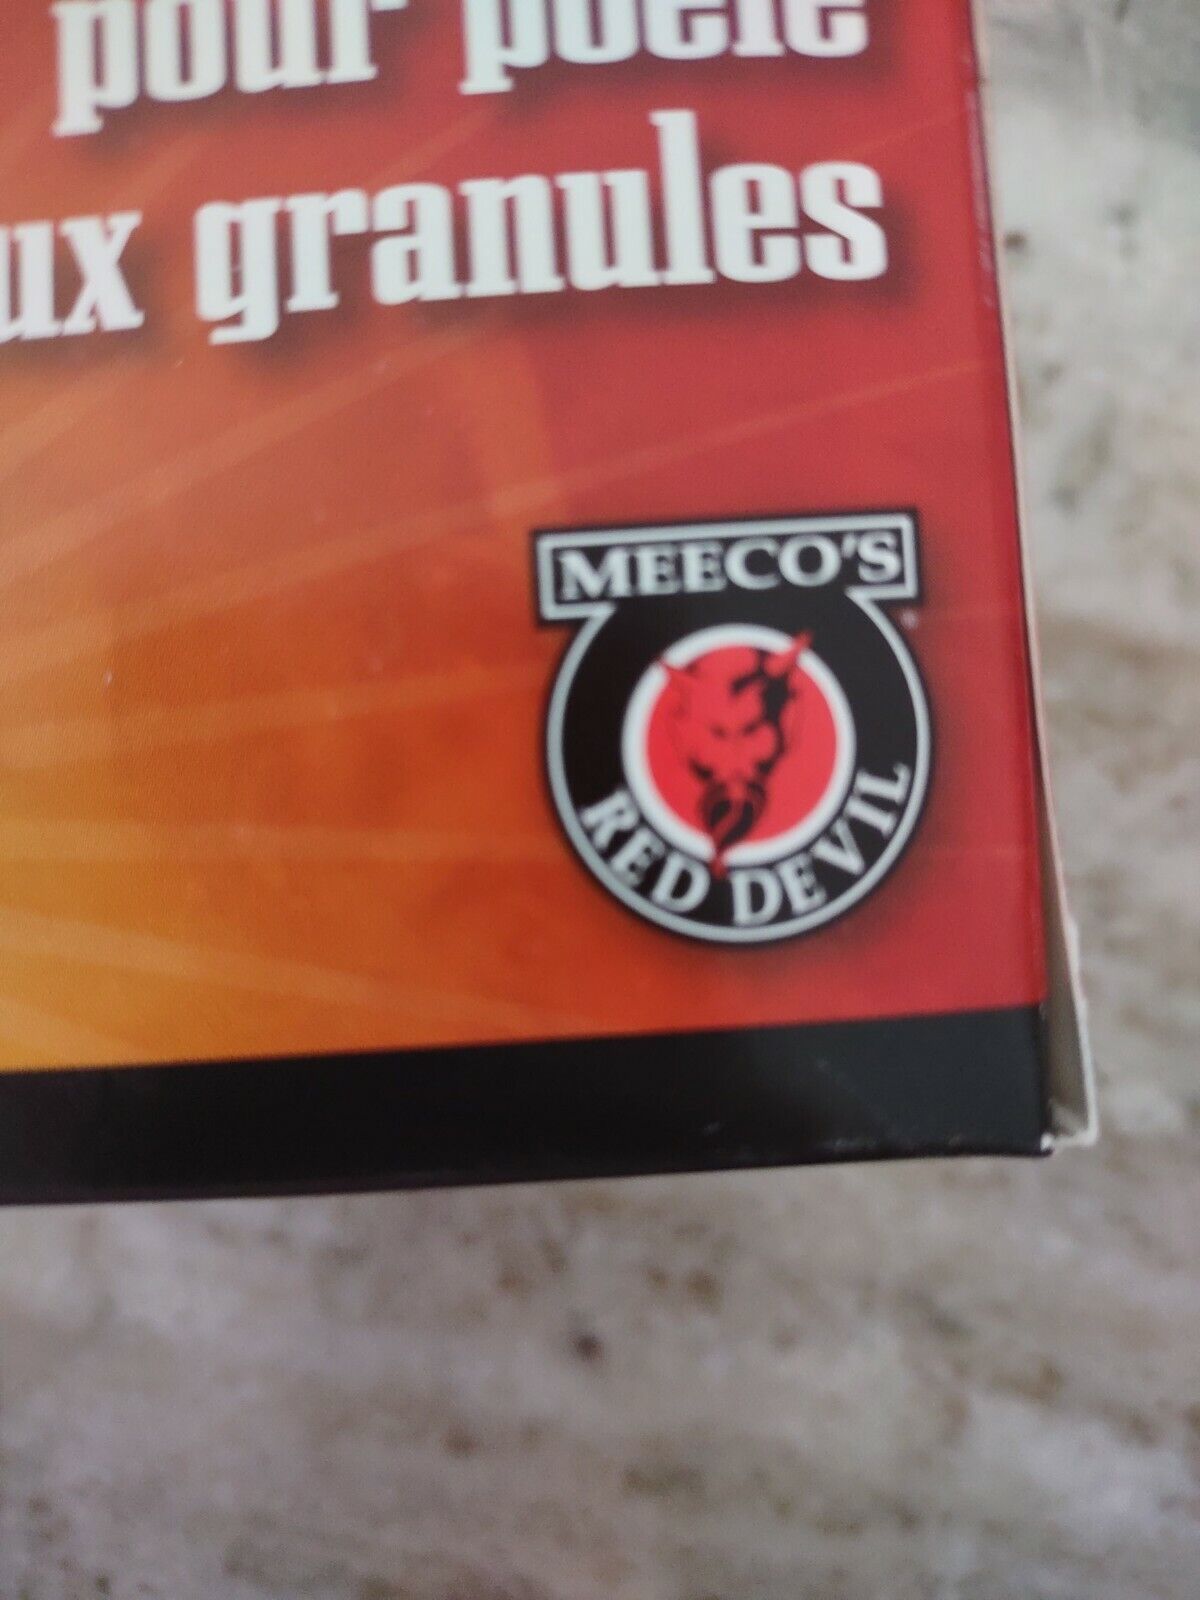 pour poêle
ux granules
MEECO'S
RED DEVIL